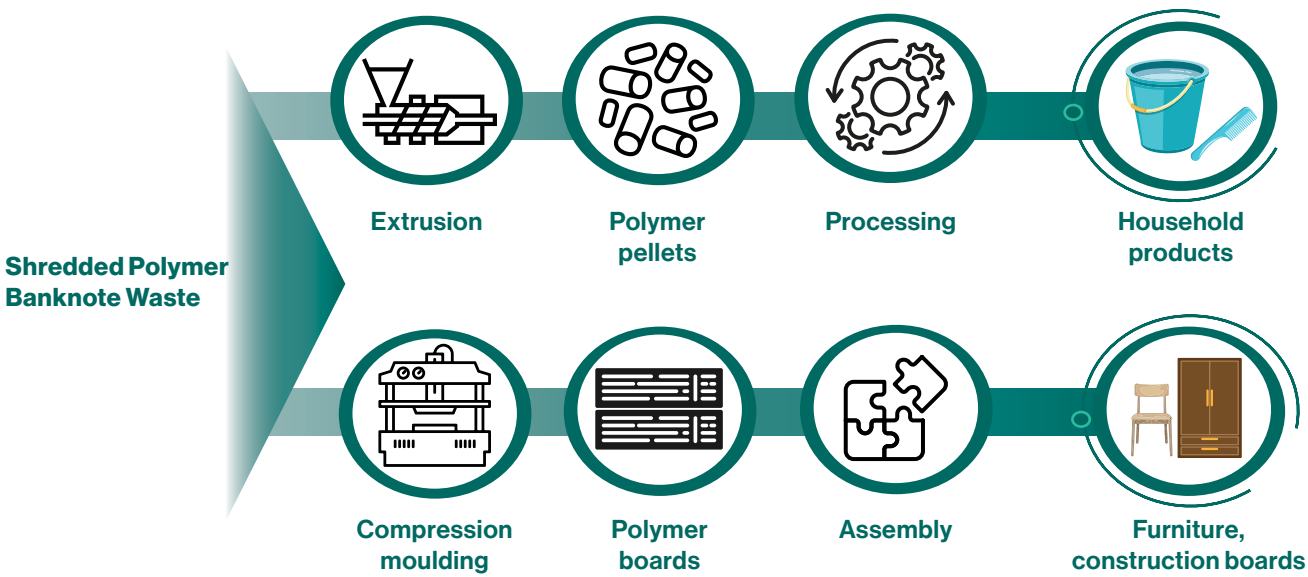 Shredded Polymer
Banknote Waste
Extrusion
Polymer
pellets
Processing
Household
products
Compression
moulding
Polymer
boards
Assembly
Furniture,
construction boards